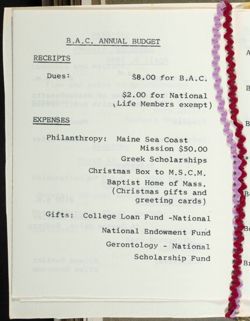 B.A.C. ANNUAL BUDGET
RECEIPTS
Dues: $8.00 for B.A.C.
$2.00 for National
(Life Members exempt)
EXPENSES
Philanthropy: Maine Sea Coast
Mission $50.00
Greek Scholarships
Christmas Box to M.S.C.M.
Baptist Home of Mass.
(Christmas gifts and
greeting cards)
Gifts: College Loan Fund -National
National Endowment Fund
Gerontology - National
Scholarship Fund